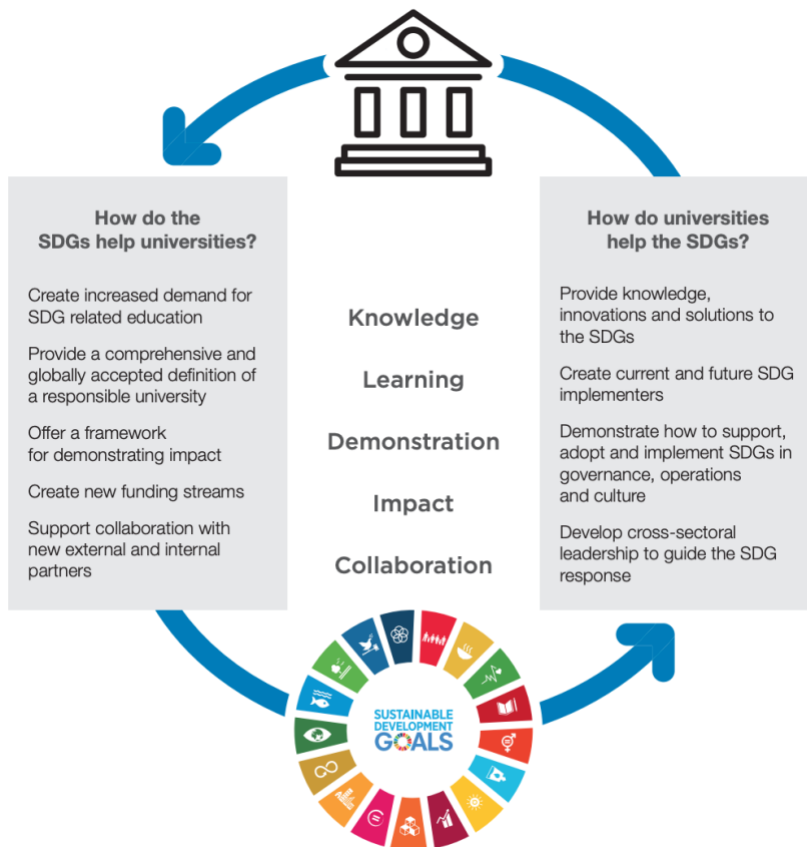 How do the
SDGs help universities?
Create increased demand for
SDG related education
Provide a comprehensive and
globally accepted definition of
a responsible university
Offer a framework
for demonstrating impact
Create new funding streams
Support collaboration with
new external and internal
partners
Knowledge
Learning
Demonstration
Impact
Collaboration
How do universities
help the SDGs?
Provide knowledge,
innovations and solutions to
the SDGs
Create current and future SDG
implementers
Demonstrate how to support,
adopt and implement SDGs in
governance, operations
and culture
Develop cross-sectoral
leadership to guide the SDG
response
SUSTAINABLE
DEVELOPMENT
GOALS